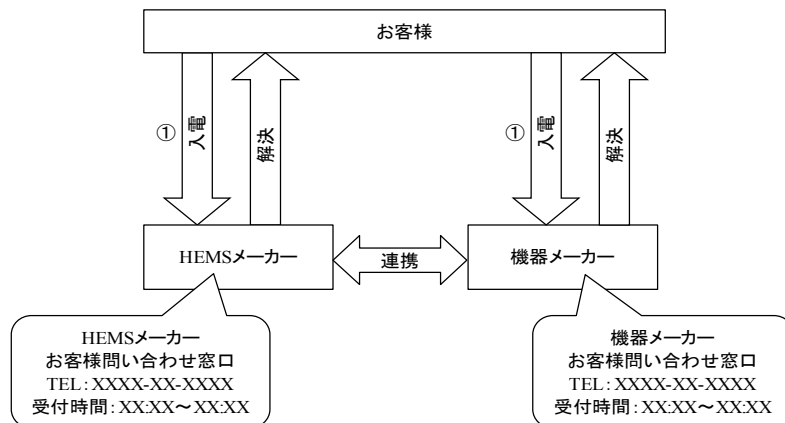 お客様
①
入電
解決
①
入電
解決
HEMSメーカー
連携
機器メーカー
HEMSメーカー
お客様問い合わせ窓口
TEL：XXXX-XX-XXXX
受付時間：XX:XX～XX:XX
機器メーカー
お客様問い合わせ窓口
TEL：XXXX-XX-XXXX
受付時間：XX:XX～XX:XX